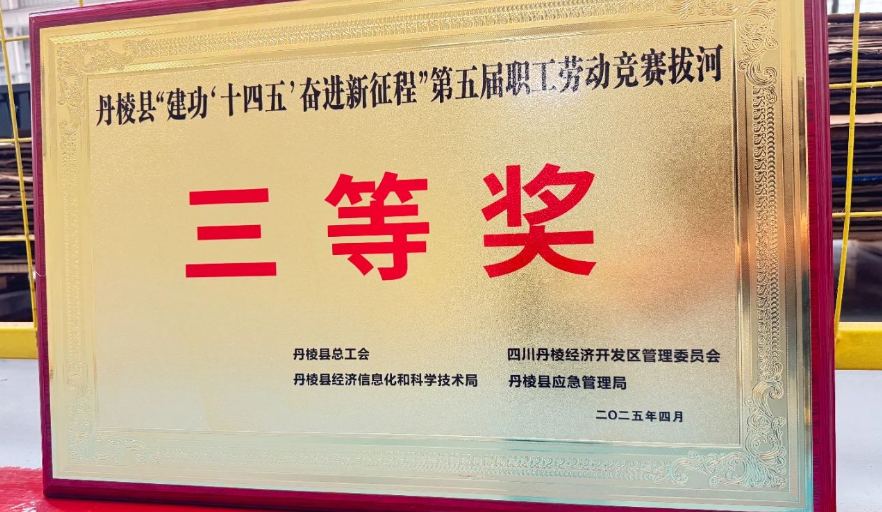 丹棱县“建功‘十四五’奋进新征程”第五届职工劳动竞赛拔河
三等奖
丹棱县总工会 四川丹棱经济开发区管理委员会
丹棱县经济信息化和科学技术局 丹棱县应急管理局
二〇二五年四月